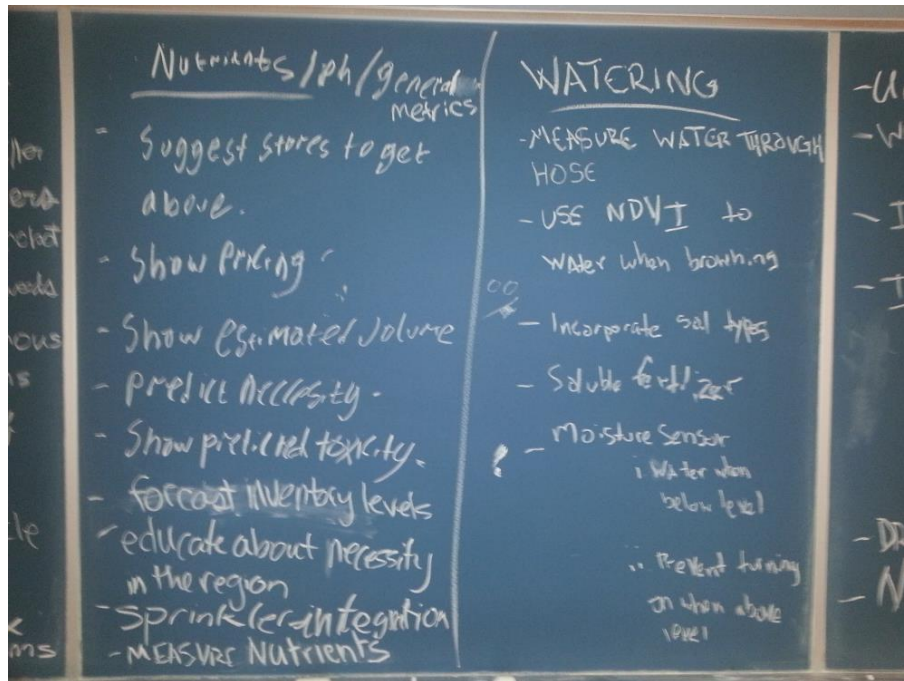 Nutrients/ph/general
metrics
- Suggest stores to get
above.
- Show Pricing
- Show estimated Volume
- predict necessity.
- Show predicted toxicity.
- forcast inventory levels
- educate about necessity
in the region
- Sprinkler integration
- MEASURE Nutrients
WATERING
- MEASURE WATER THROUGH
HOSE
- USE NDVI to
water when browning
- Incorporate soil types
- Soluble fertilizer
! - Moisture Sensor
i water when
below level
ii Prevent turning
on when above
level